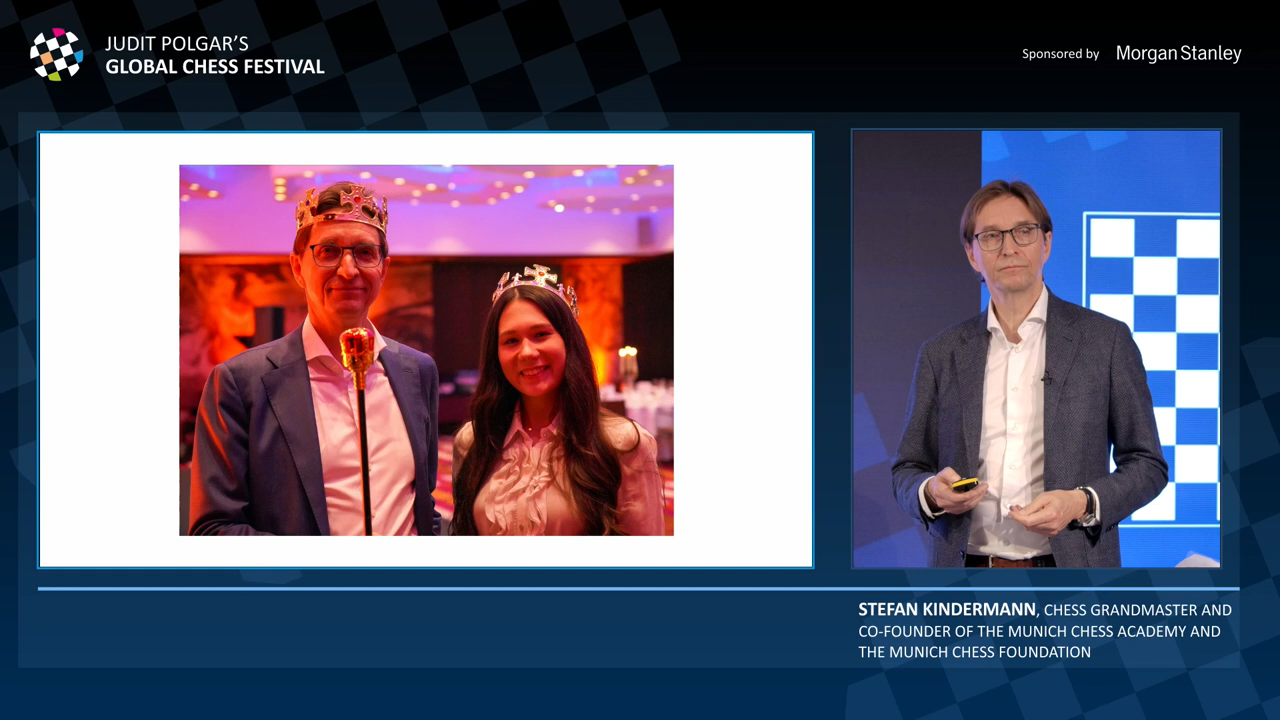 JUDIT POLGAR'S
GLOBAL CHESS FESTIVAL
Sponsored by Morgan Stanley
STEFAN KINDERMANN, CHESS GRANDMASTER AND
CO-FOUNDER OF THE MUNICH CHESS ACADEMY AND
THE MUNICH CHESS FOUNDATION